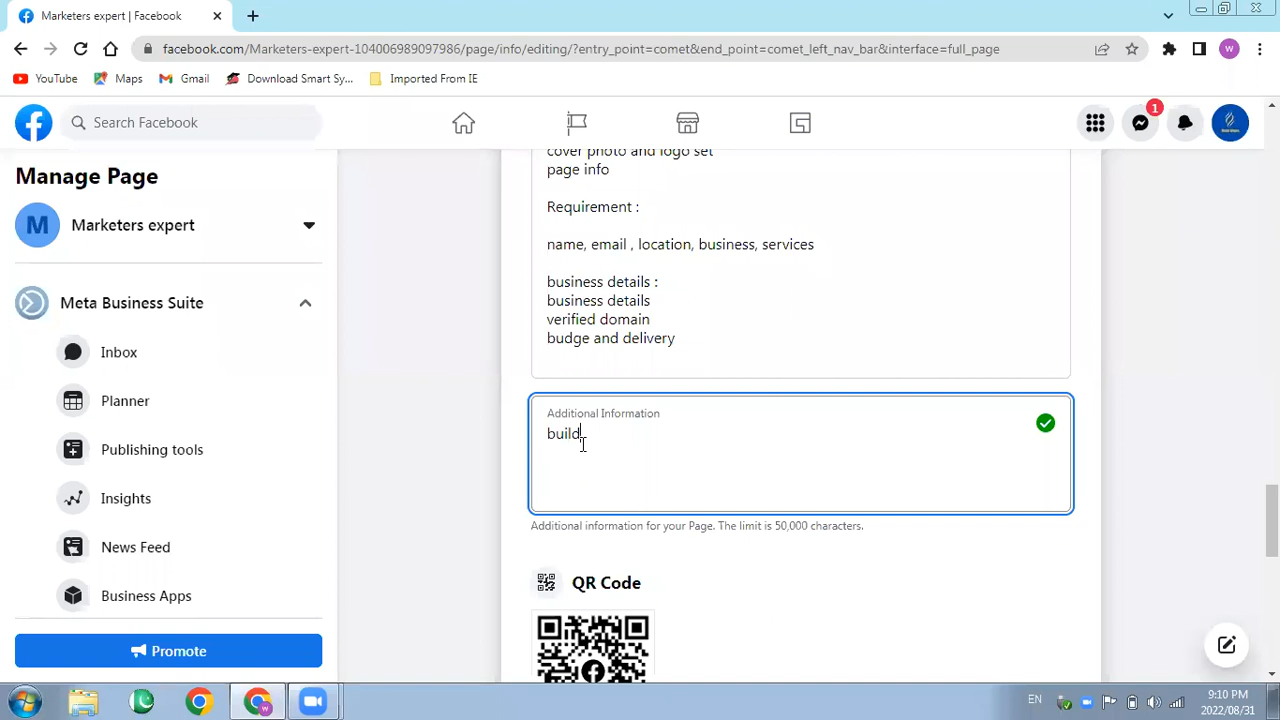 Marketers expert | Facebook
facebook.com/Marketers-expert-104006989097986/page/info/editing/?entry_point=comet&end_point=comet_left_nav_bar&interface=full_page
W
YouTube
Maps
Gmail
Download Smart Sy...
Imported From IE
Search Facebook
1
Manage Page
M
Marketers expert
Meta Business Suite
Inbox
Planner
Publishing tools
Insights
News Feed
Business Apps
Promote
cover photo and logo set
page info
Requirement :
name, email , location, business, services
business details :
business details
verified domain
budge and delivery
Additional Information
build
Additional information for your Page. The limit is 50,000 characters.
QR Code
EN
9:10 PM
2022/08/31